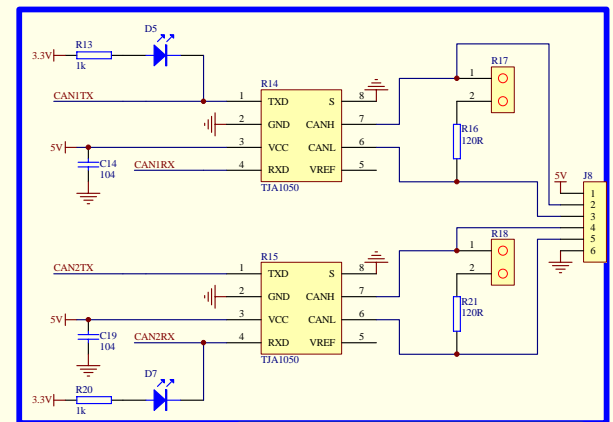 D5
R13
3.3V
1k
R14
R17
CAN1TX
1 TXD S 8
1
2 GND CANH 7
2
5V
3 VCC CANL 6
R16
120R
C14
104
CAN1RX
4 RXD VREF 5
TJA1050
J8
5V
1
2
3
4
5
6
R15
R18
CAN2TX
1 TXD S 8
1
2 GND CANH 7
2
5V
3 VCC CANL 6
R21
120R
C19
104
CAN2RX
4 RXD VREF 5
TJA1050
D7
R20
3.3V
1k